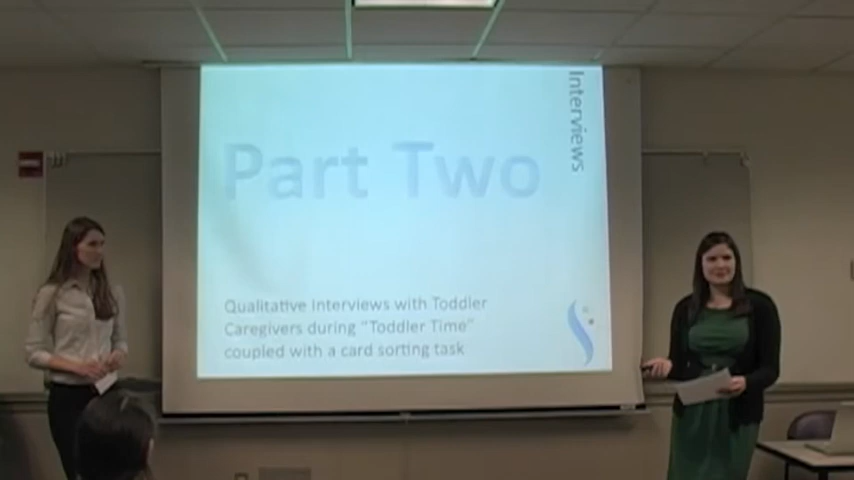 Interviews
Part Two
Qualitative Interviews with Toddler
Caregivers during "Toddler Time"
coupled with a card sorting task